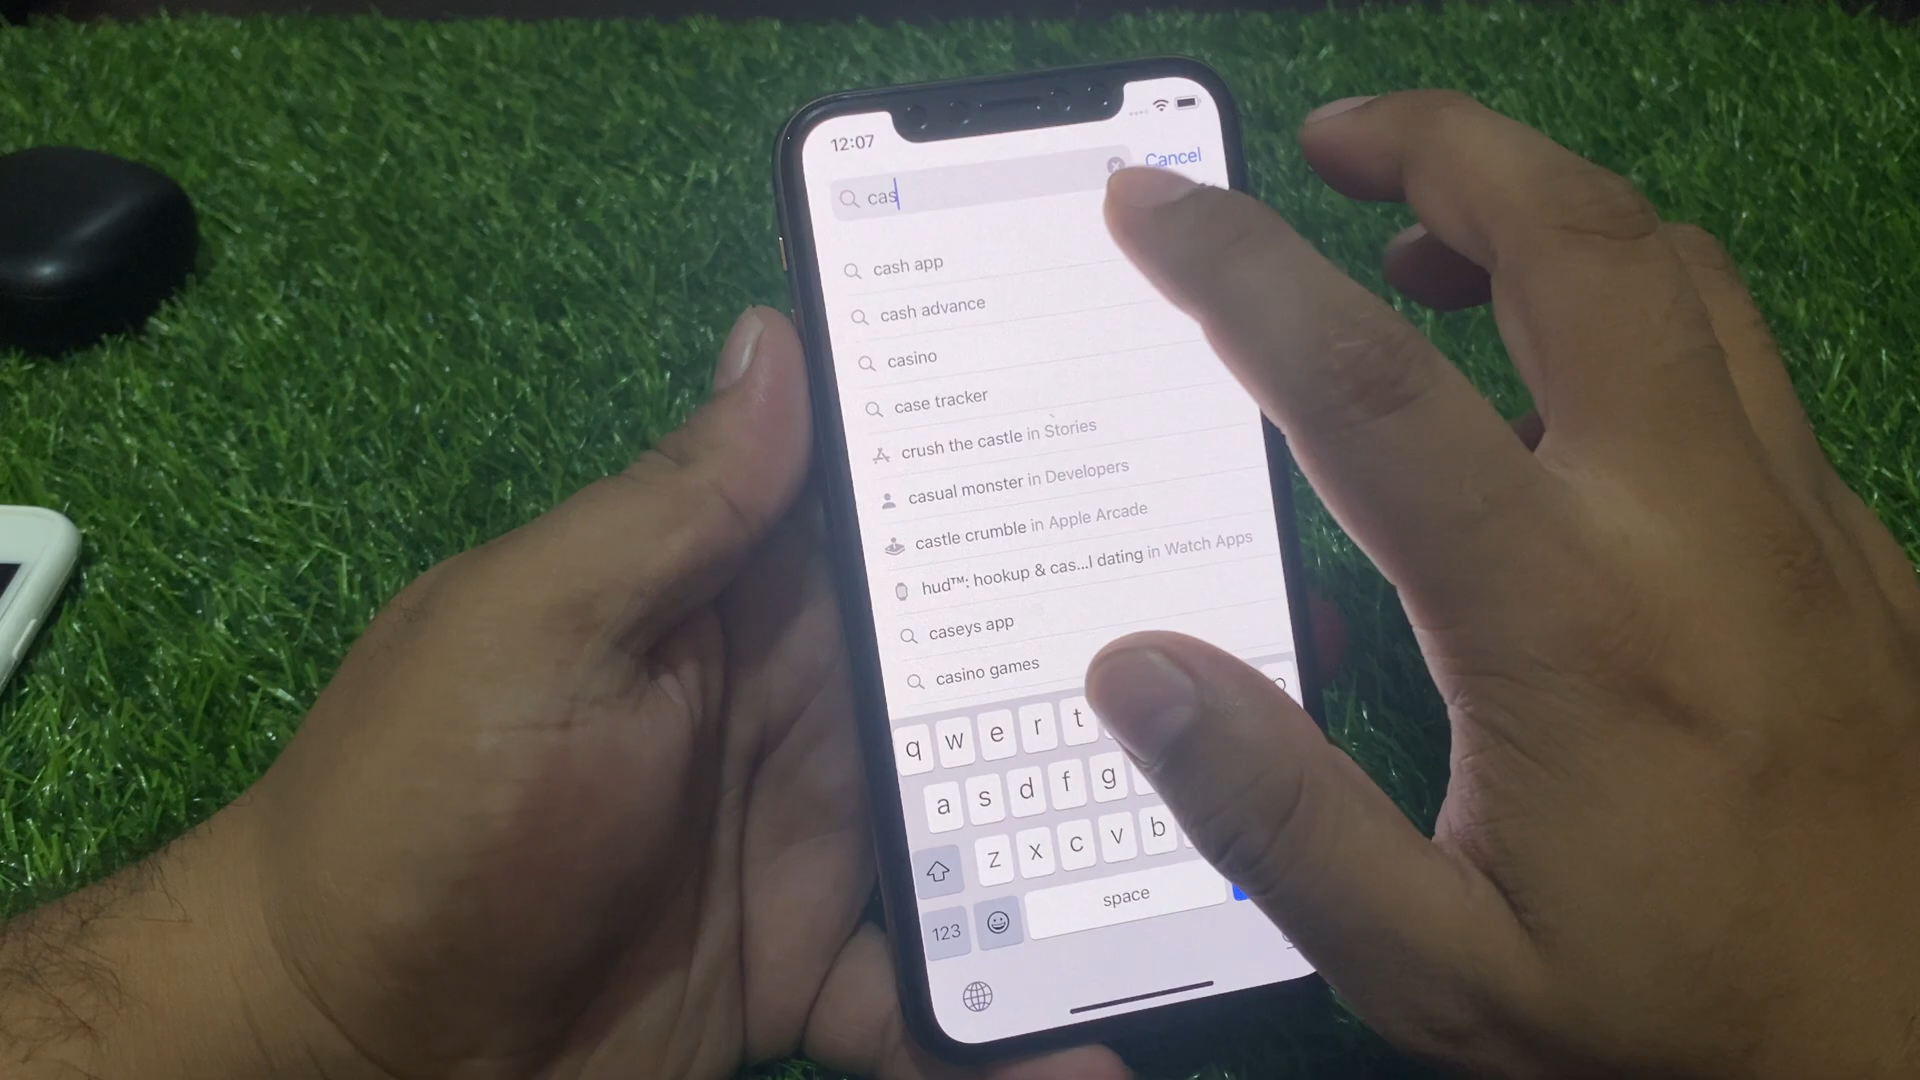 12:07
cas
Cancel
cash app
cash advance
casino
case tracker
crush the castle in Stories
casual monster in Developers
castle crumble in Apple Arcade
hud™: hookup & cas...l dating in Watch Apps
caseys app
casino games
q w e r t
a s d f g
z x c v b
123 space